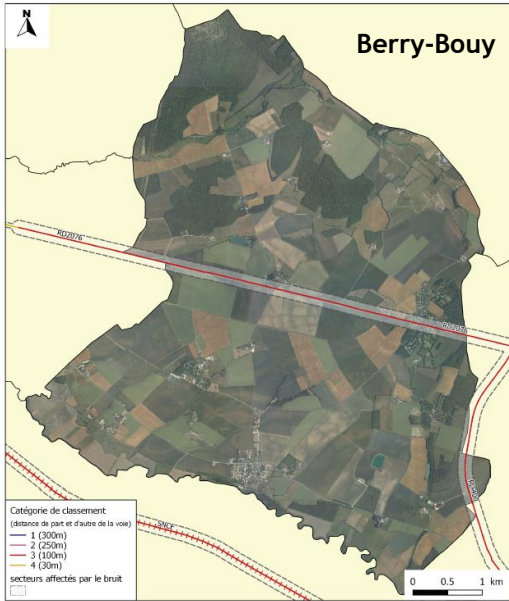 N
Berry-Bouy
RD2076
RD2076
SNCF
Catégorie de classement
(distance de part et d'autre de la voie)
1 (300m)
2 (250m)
3 (100m)
4 (30m)
secteurs affectés par le bruit
0 0.5 1 km